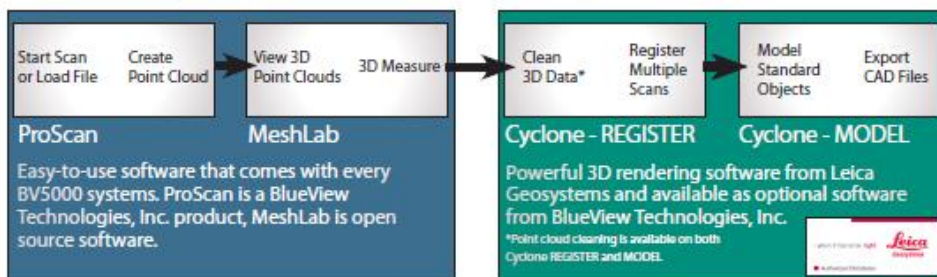 Start Scan
or Load File
Create
Point Cloud
View 3D
Point Clouds
3D Measure
Clean
3D Data*
Register
Multiple
Scans
Model
Standard
Objects
Export
CAD Files
ProScan
MeshLab
Cyclone - REGISTER
Cyclone - MODEL
Easy-to-use software that comes with every
BV5000 systems. ProScan is a BlueView
Technologies, Inc. product, MeshLab is open
source software.
Powerful 3D rendering software from Leica
Geosystems and available as optional software
from BlueView Technologies, Inc.
*Point cloud cleaning is available on both
Cyclone REGISTER and MODEL
Leica
Geosystems